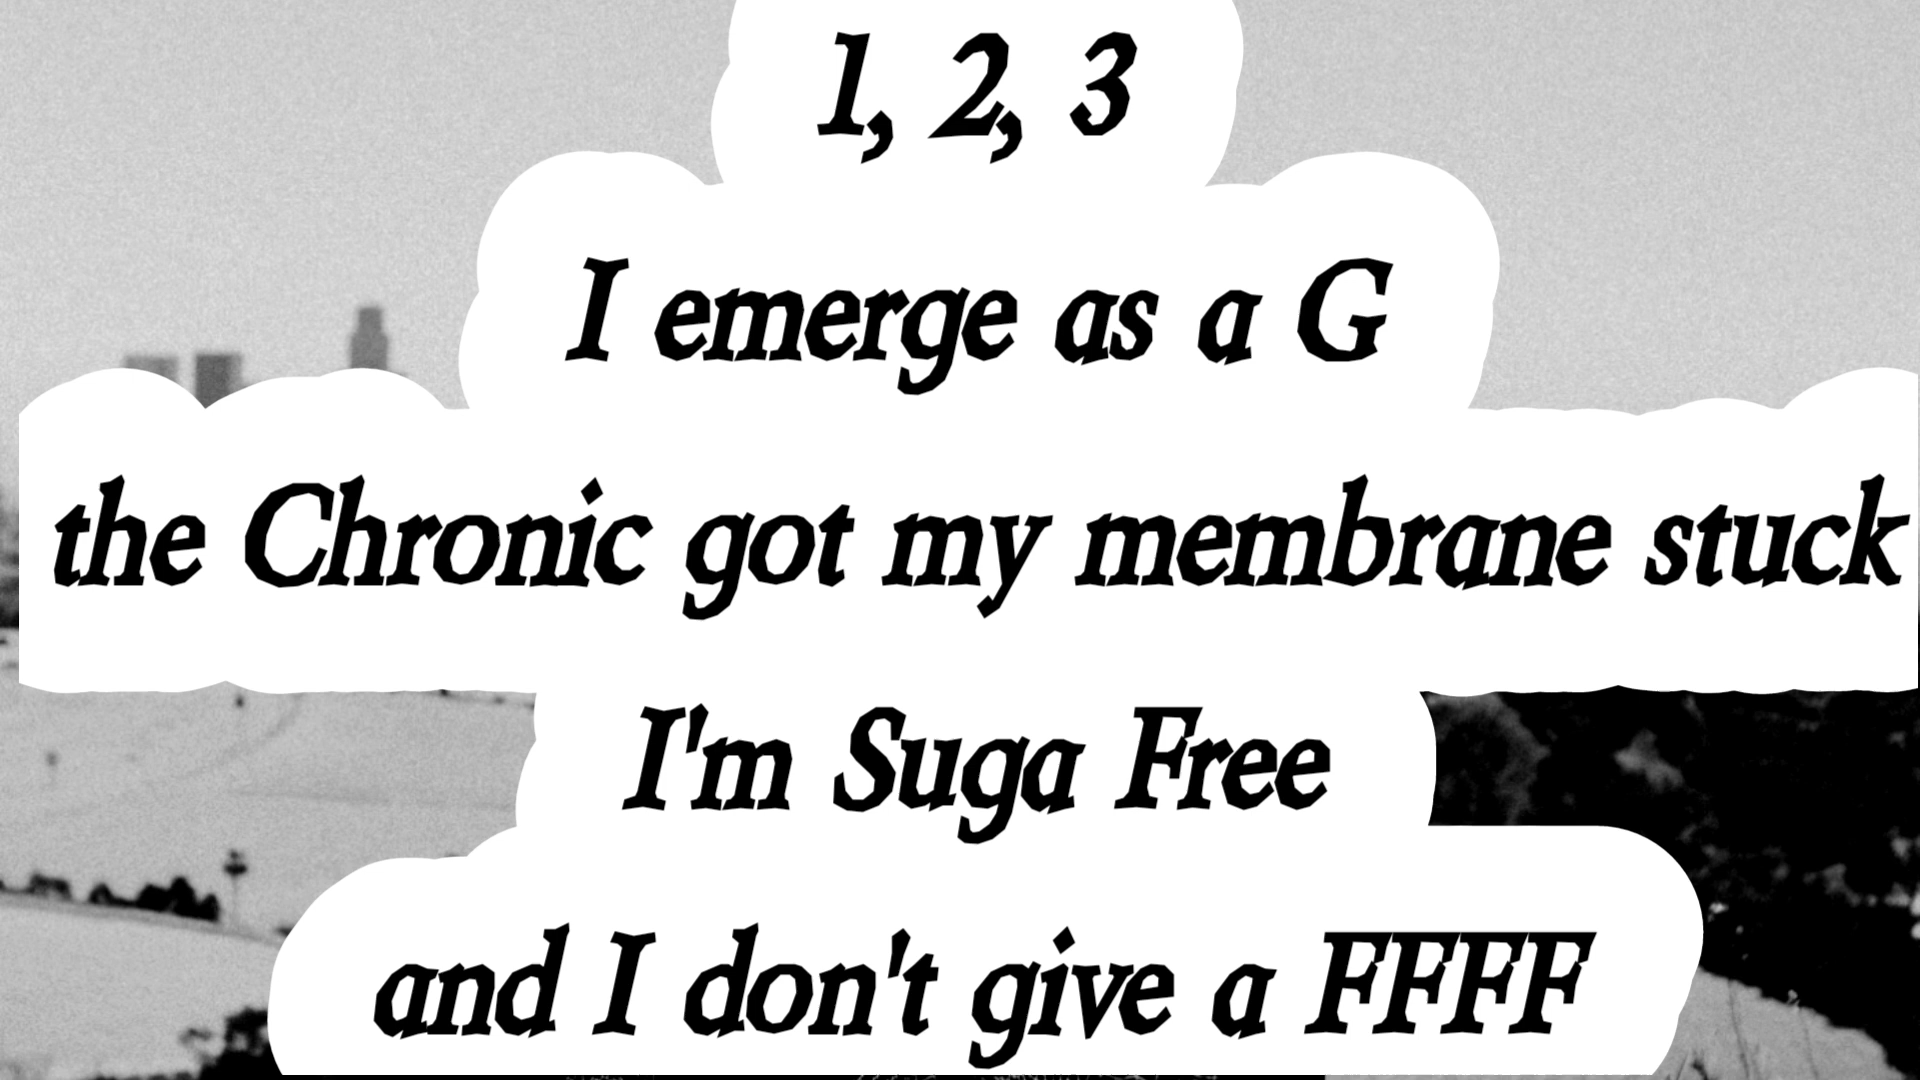 1, 2, 3
I emerge as a G
the Chronic got my membrane stuck
I'm Suga Free
and I don't give a FFFF